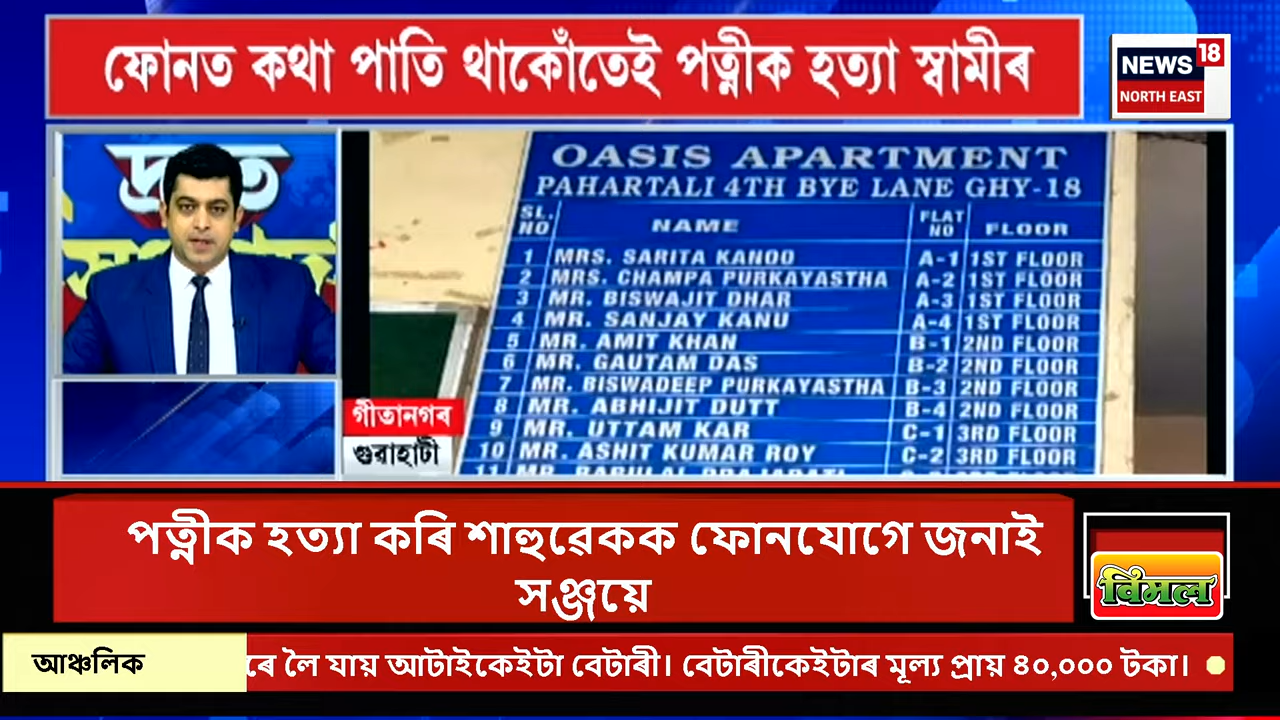 ফোনত কথা পাতি থাকোঁতেই পত্নীক হত্যা স্বামীৰ
NEWS 18
NORTH EAST
দ্ৰুত
OASIS APARTMENT
PAHARTALI 4TH BYE LANE GHY-18
SL. NO NAME FLAT NO FLOOR
1 MRS. SARITA KANOO A-1 1ST FLOOR
2 MRS. CHAMPA PURKAYASTHA A-2 1ST FLOOR
3 MR. BISWAJIT DHAR A-3 1ST FLOOR
4 MR. SANJAY KANU A-4 1ST FLOOR
5 MR. AMIT KHAN B-1 2ND FLOOR
6 MR. GAUTAM DAS B-2 2ND FLOOR
7 MR. BISWADEEP PURKAYASTHA B-3 2ND FLOOR
8 MR. ABHIJIT DUTT B-4 2ND FLOOR
9 MR. UTTAM KAR C-1 3RD FLOOR
10 MR. ASHIT KUMAR ROY C-2 3RD FLOOR
11 MR.
গীতানগৰ
গুৱাহাটী
পত্নীক হত্যা কৰি শাহুৱেকক ফোনযোগে জনাই
সঞ্জয়ে
বিমল
আঞ্চলিক
ৰে লৈ যায় আটাইকেইটা বেটাৰী। বেটাৰীকেইটাৰ মূল্য প্ৰায় ৪০,০০০ টকা।